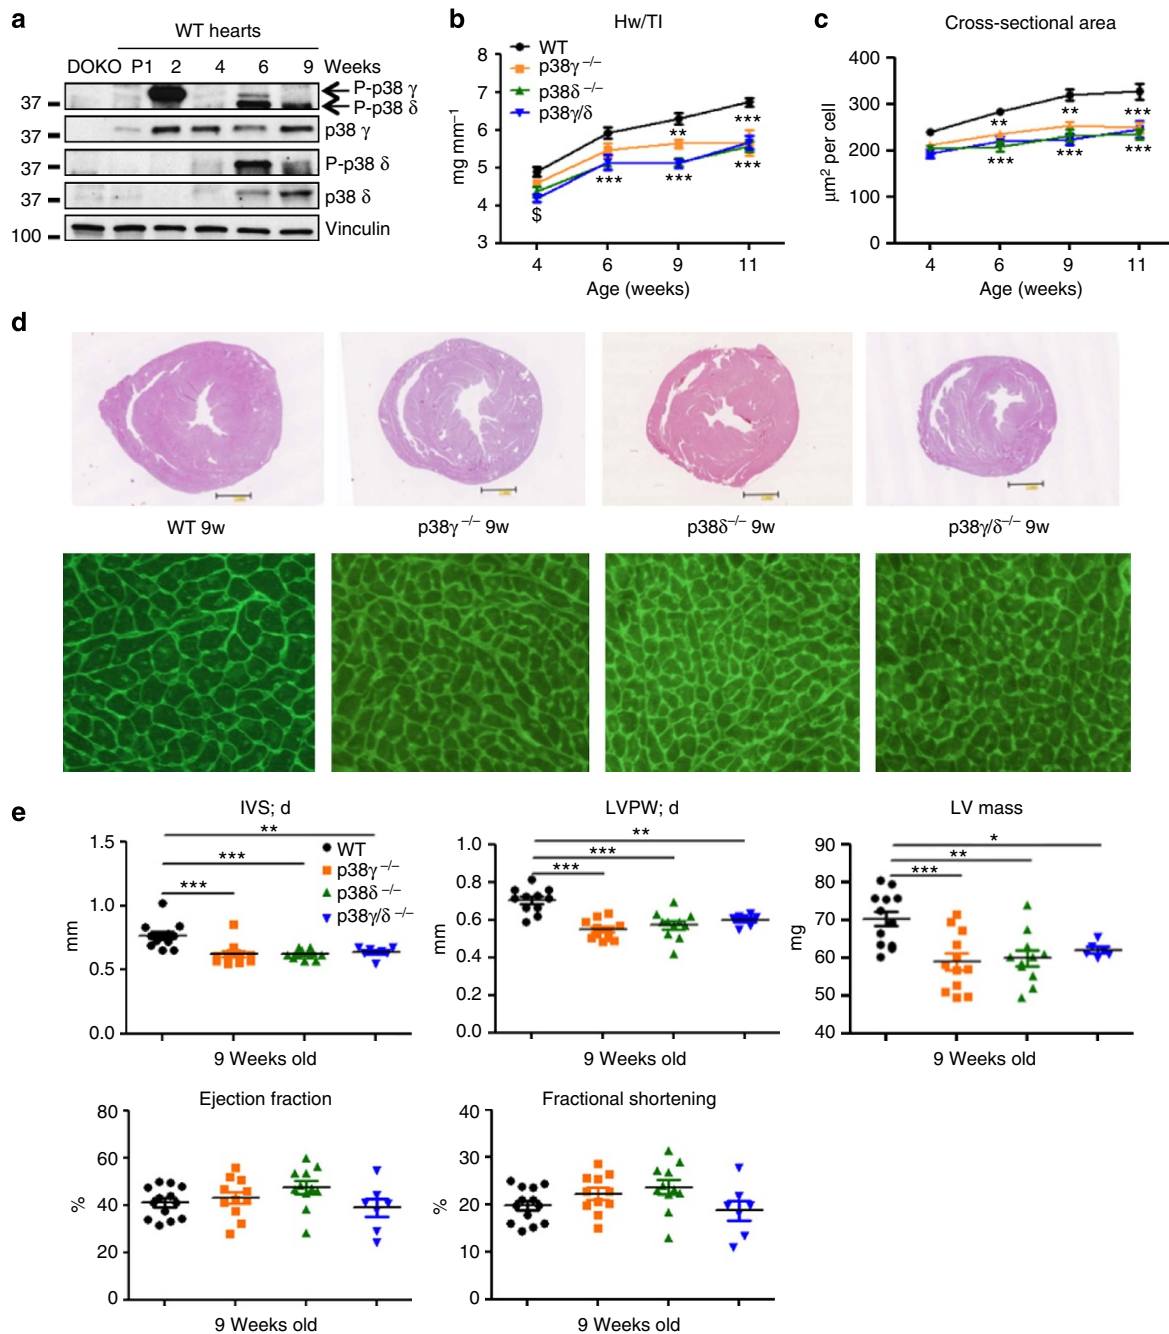 a
WT hearts
DOKO P1 2 4 6 9 Weeks
37
P-p38 γ
P-p38 δ
37
p38 γ
37
P-p38 δ
37
p38 δ
100
Vinculin
b
Hw/TI
8
7
6
5
4
3
mg mm⁻¹
WT
p38γ −/−
p38δ −/−
p38γ/δ
**
***
***
***
***
$
4 6 9 11
Age (weeks)
c
Cross-sectional area
400
300
200
100
0
μm² per cell
** ** ***
*** *** ***
4 6 9 11
Age (weeks)
d
WT 9w
p38γ −/− 9w
p38δ−/− 9w
p38γ/δ−/− 9w
e
IVS; d
1.5
1.0
0.5
0.0
mm
**
***
***
WT
p38γ −/−
p38δ −/−
p38γ/δ −/−
9 Weeks old
LVPW; d
1.0
0.8
0.6
0.4
0.2
0.0
mm
**
***
***
9 Weeks old
LV mass
90
80
70
60
50
40
mg
*
**
***
9 Weeks old
Ejection fraction
80
60
40
20
0
%
9 Weeks old
Fractional shortening
40
30
20
10
0
%
9 Weeks old